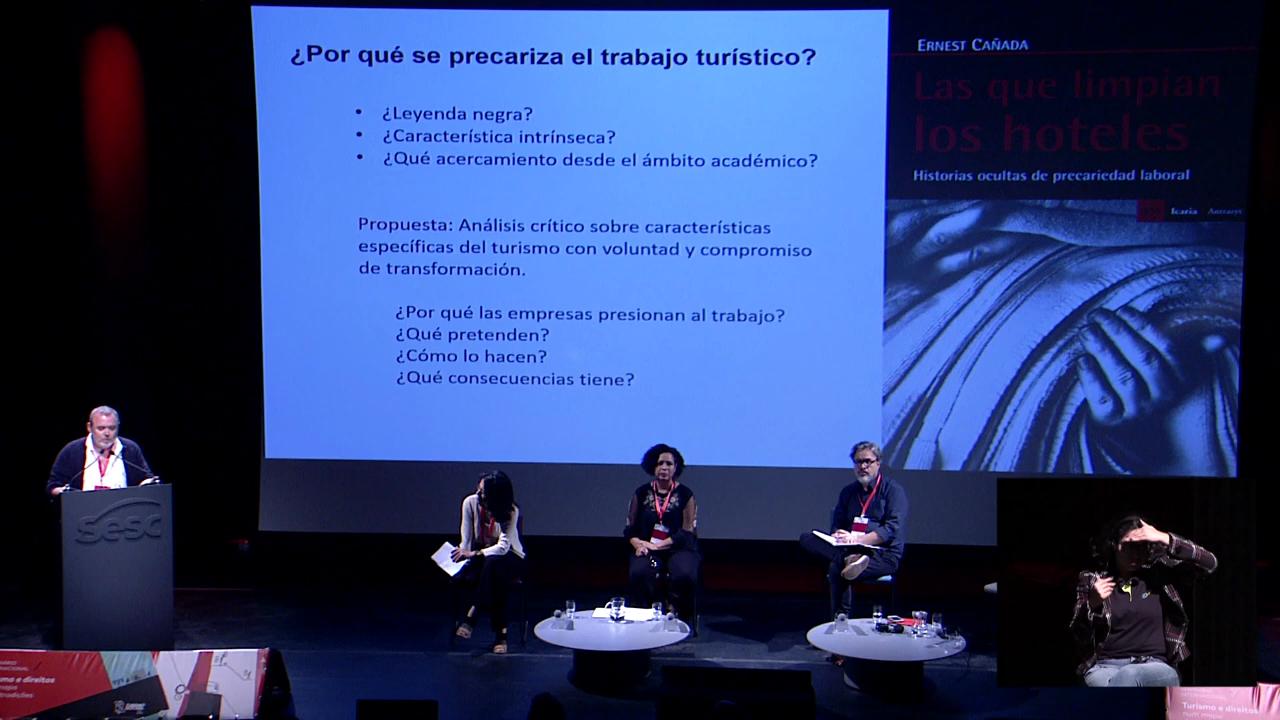 ¿Por qué se precariza el trabajo turístico?
• ¿Leyenda negra?
• ¿Característica intrínseca?
• ¿Qué acercamiento desde el ámbito académico?
Propuesta: Análisis crítico sobre características
específicas del turismo con voluntad y compromiso
de transformación.
¿Por qué las empresas presionan al trabajo?
¿Qué pretenden?
¿Cómo lo hacen?
¿Qué consecuencias tiene?
ERNEST CAÑADA
Las que limpian
los hoteles
Historias ocultas de precariedad laboral
Icaria
sesc
Turismo e direitos